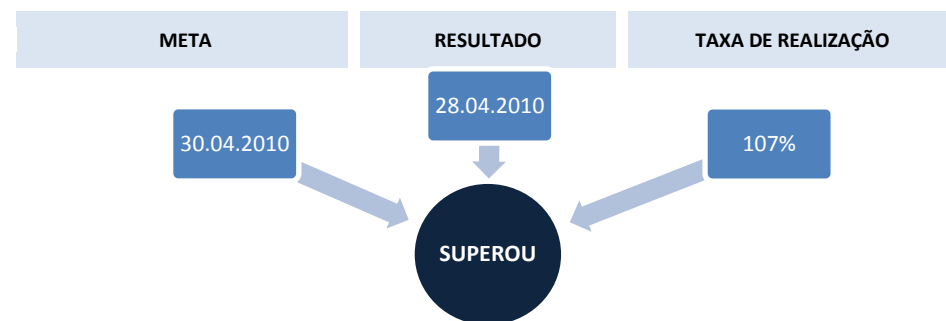 META
RESULTADO
TAXA DE REALIZAÇÃO
30.04.2010
28.04.2010
107%
SUPEROU